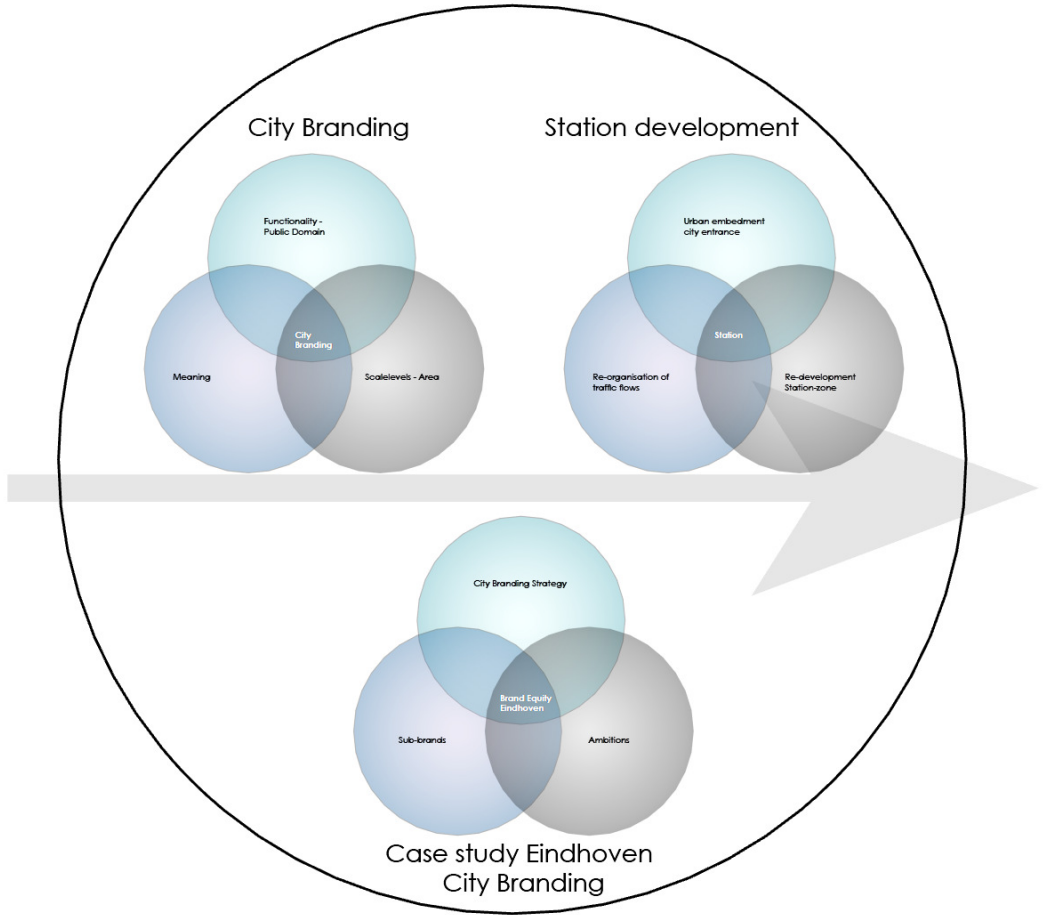 City Branding
Functionality -
Public Domain
City
Branding
Meaning
Scalelevels - Area
Station development
Urban embedment
city entrance
Station
Re-organisation of
traffic flows
Re-development
Station-zone
City Branding Strategy
Brand Equity
Eindhoven
Sub-brands
Ambitions
Case study Eindhoven
City Branding